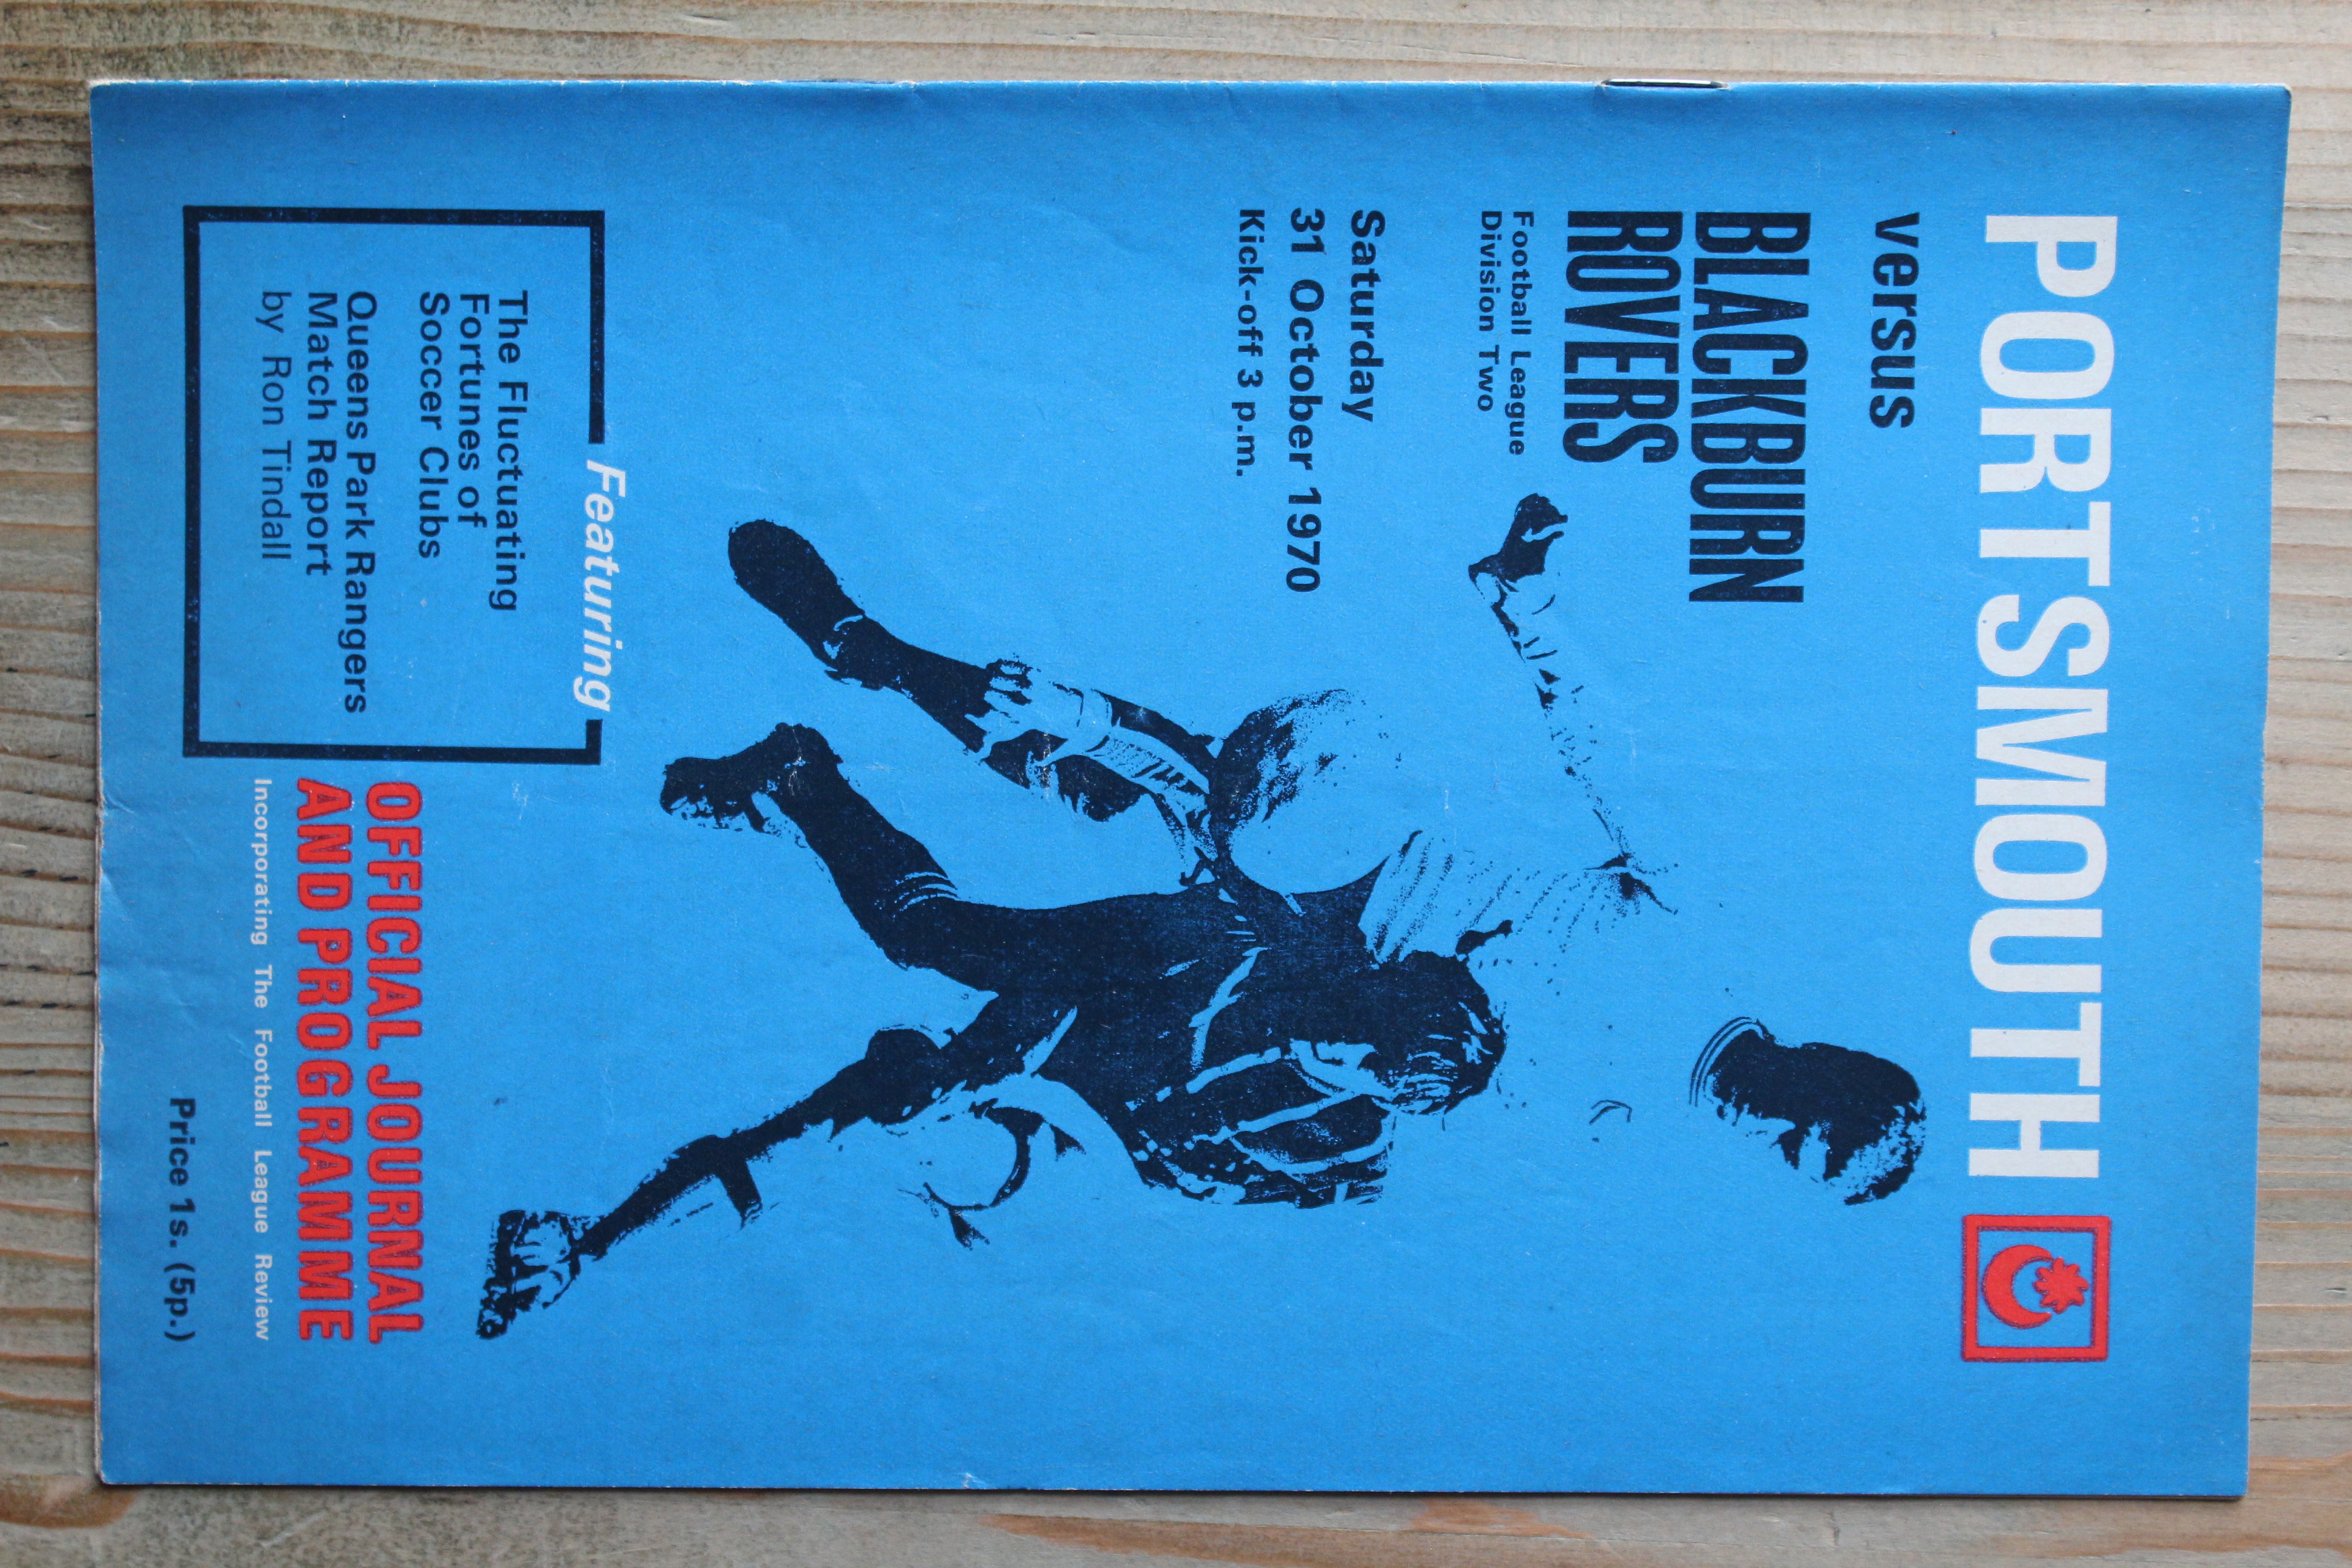 PORTSMOUTH
versus
BLACKBURN
ROVERS
Football League
Division Two
Saturday
31 October 1970
Kick-off 3 p.m.
Featuring
The Fluctuating
Fortunes of
Soccer Clubs
Queens Park Rangers
Match Report
by Ron Tindall
OFFICIAL JOURNAL
AND PROGRAMME
Incorporating The Football League Review
Price 1s. (5p.)